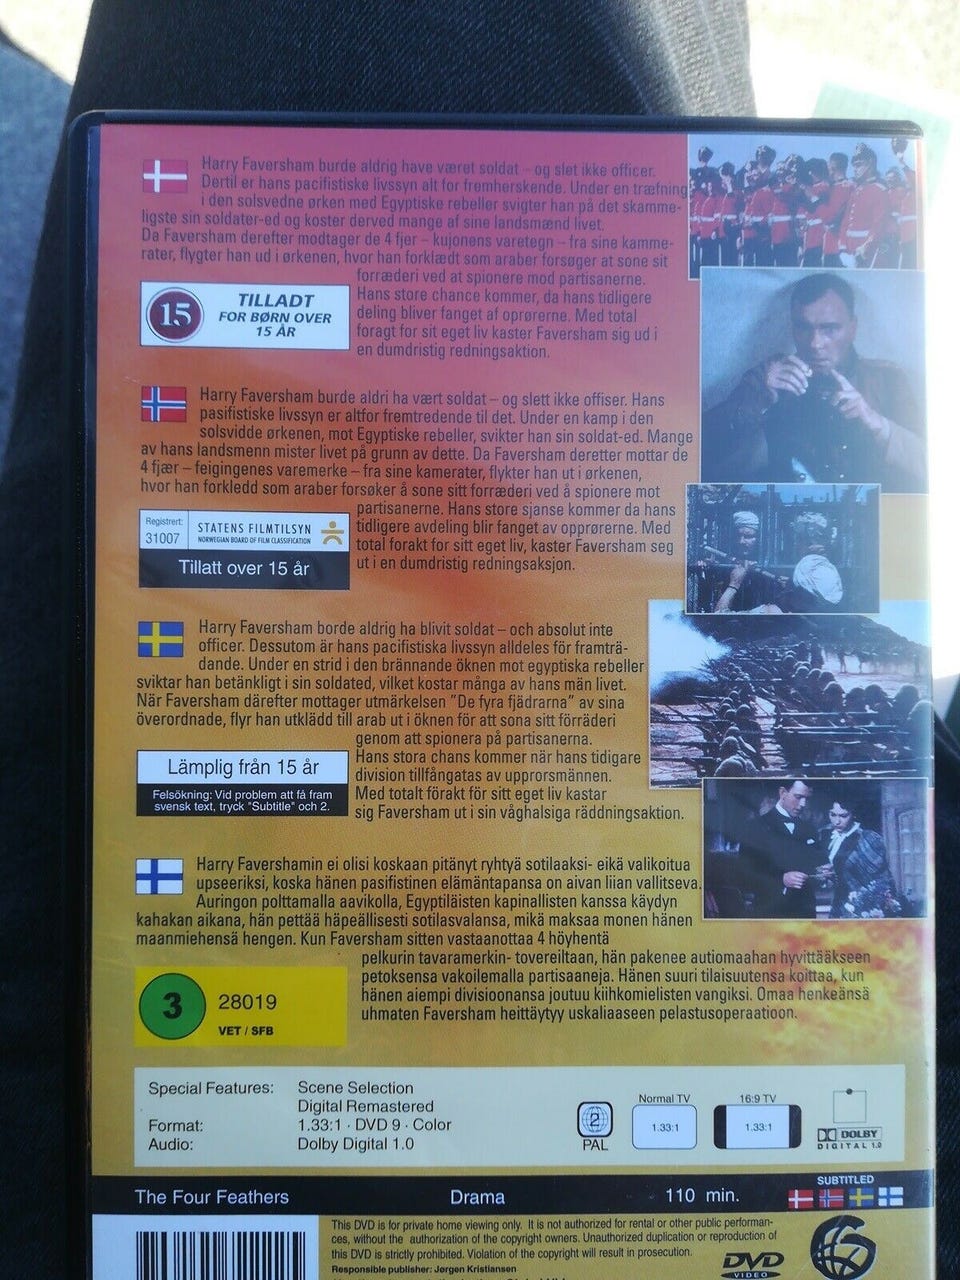 Harry Faversham burde aldrig have været soldat – og slet ikke officer.
Dertil er hans pacifistiske livssyn alt for fremherskende. Under en træfning
i den solsvedne ørken med Egyptiske rebeller svigter han på det skamme-
ligste sin soldater-ed og koster derved mange af sine landsmænd livet.
Da Faversham derefter modtager de 4 fjer – kujonens varetegn – fra sine kamme-
rater, flygter han ud i ørkenen, hvor han forklædt som araber forsøger at sone sit
forræderi ved at spionere mod partisanerne.
Hans store chance kommer, da hans tidligere
deling bliver fanget af oprørerne. Med total
foragt for sit eget liv kaster Faversham sig ud i
en dumdristig redningsaktion.
15
TILLADT
FOR BØRN OVER
15 ÅR
Harry Faversham burde aldri ha vært soldat – og slett ikke offiser. Hans
pasifistiske livssyn er altfor fremtredende til det. Under en kamp i den
solsvidde ørkenen, mot Egyptiske rebeller, svikter han sin soldat-ed. Mange
av hans landsmenn mister livet på grunn av dette. Da Faversham deretter mottar de
4 fjær – feigingenes varemerke – fra sine kamerater, flykter han ut i ørkenen,
hvor han forkledd som araber forsøker å sone sitt forræderi ved å spionere mot
partisanerne. Hans store sjanse kommer da hans
tidligere avdeling blir fanget av opprørerne. Med
total forakt for sitt eget liv, kaster Faversham seg
ut i en dumdristig redningsaksjon.
Registrert:
31007
STATENS FILMTILSYN
NORWEGIAN BOARD OF FILM CLASSIFICATION
Tillatt over 15 år
Harry Faversham borde aldrig ha blivit soldat – och absolut inte
officer. Dessutom är hans pacifistiska livssyn alldeles för framträ-
dande. Under en strid i den brännande öknen mot egyptiska rebeller
sviktar han betänkligt i sin soldated, vilket kostar många av hans män livet.
När Faversham därefter mottager utmärkelsen "De fyra fjädrarna" av sina
överordnade, flyr han utklädd till arab ut i öknen för att sona sitt förräderi
genom att spionera på partisanerna.
Hans stora chans kommer när hans tidigare
division tillfångatas av upprorsmännen.
Med totalt förakt för sitt eget liv kastar
sig Faversham ut i sin våghalsiga räddningsaktion.
Lämplig från 15 år
Felsökning: Vid problem att få fram
svensk text, tryck "Subtitle" och 2.
Harry Favershamin ei olisi koskaan pitänyt ryhtyä sotilaaksi- eikä valikoitua
upseeriksi, koska hänen pasifistinen elämäntapansa on aivan liian vallitseva.
Auringon polttamalla aavikolla, Egyptiläisten kapinallisten kanssa käydyn
kahakan aikana, hän pettää häpeällisesti sotilasvalansa, mikä maksaa monen hänen
maanmiehensä hengen. Kun Faversham sitten vastaanottaa 4 höyhentä
pelkurin tavaramerkin- tovereiltaan, hän pakenee autiomaahan hyvittääkseen
petoksensa vakoilemalla partisaaneja. Hänen suuri tilaisuutensa koittaa, kun
hänen aiempi divisioonansa joutuu kiihkomielisten vangiksi. Omaa henkeänsä
uhmaten Faversham heittäytyy uskaliaaseen pelastusoperaatioon.
3
28019
VET / SFB
Special Features: Scene Selection
Digital Remastered
Format: 1.33:1 · DVD 9 · Color
Audio: Dolby Digital 1.0
2
PAL
Normal TV
1.33:1
16:9 TV
1.33:1
DOLBY
DIGITAL 1.0
The Four Feathers Drama 110 min.
SUBTITLED
This DVD is for private home viewing only. It is not authorized for rental or other public performan-
ces, without the authorization of the copyright owners. Unauthorized duplication or reproduction of
this DVD is strictly prohibited. Violation of the copyright will result in prosecution.
Responsible publisher: Jørgen Kristiansen
DVD
VIDEO